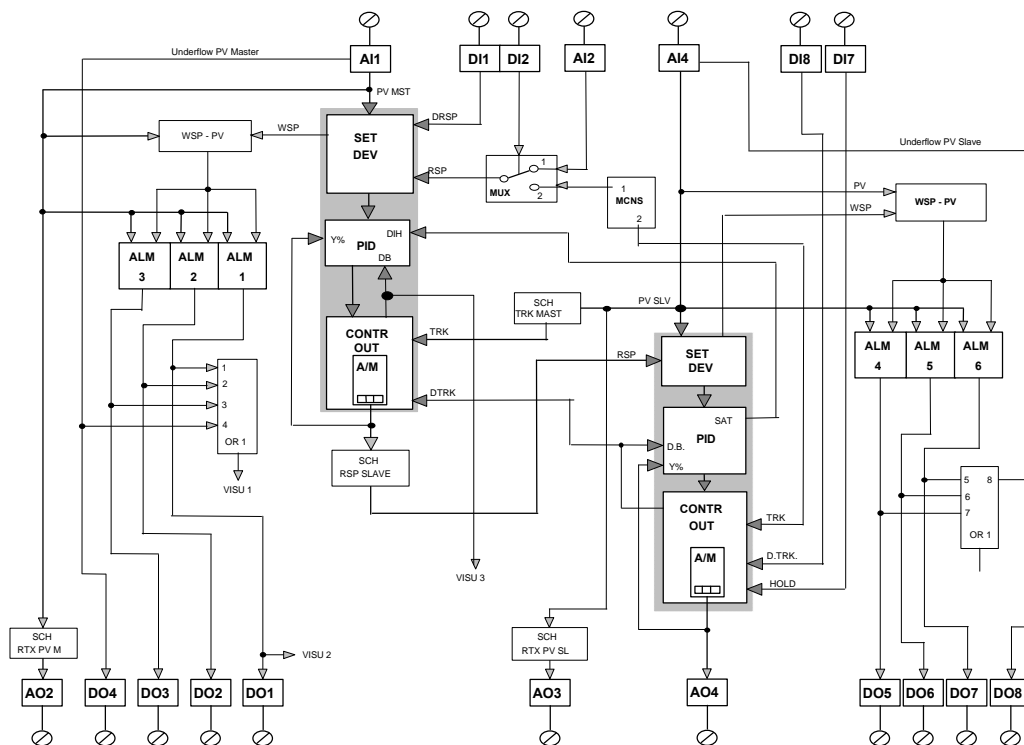 Underflow PV Master
AI1
DI1
DI2
AI2
AI4
DI8
DI7
PV MST
DRSP
WSP - PV
WSP
SET
DEV
RSP
1
2
MUX
1
MCNS
2
Underflow PV Slave
PV
WSP
WSP - PV
Y%
DIH
PID
DB
ALM
3
ALM
2
ALM
1
SCH
TRK MAST
PV SLV
CONTR
OUT
A/M
TRK
DTRK
RSP
SET
DEV
ALM
4
ALM
5
ALM
6
1
2
3
4
OR 1
VISU 1
SCH
RSP SLAVE
SAT
PID
D.B.
Y%
CONTR
OUT
A/M
TRK
D.TRK.
HOLD
5
6
7
8
OR 1
VISU 3
SCH
RTX PV M
VISU 2
SCH
RTX PV SL
AO2
DO4
DO3
DO2
DO1
AO3
AO4
DO5
DO6
DO7
DO8